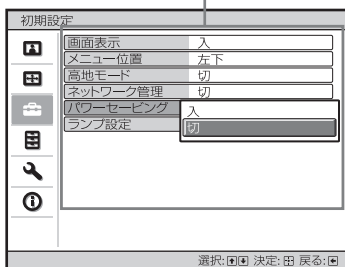 初期設定
画面表示 入
メニュー位置 左下
高地モード 切
ネットワーク管理 切
パワーセービング 入
切
ランプ設定
選択: 決定: 戻る: